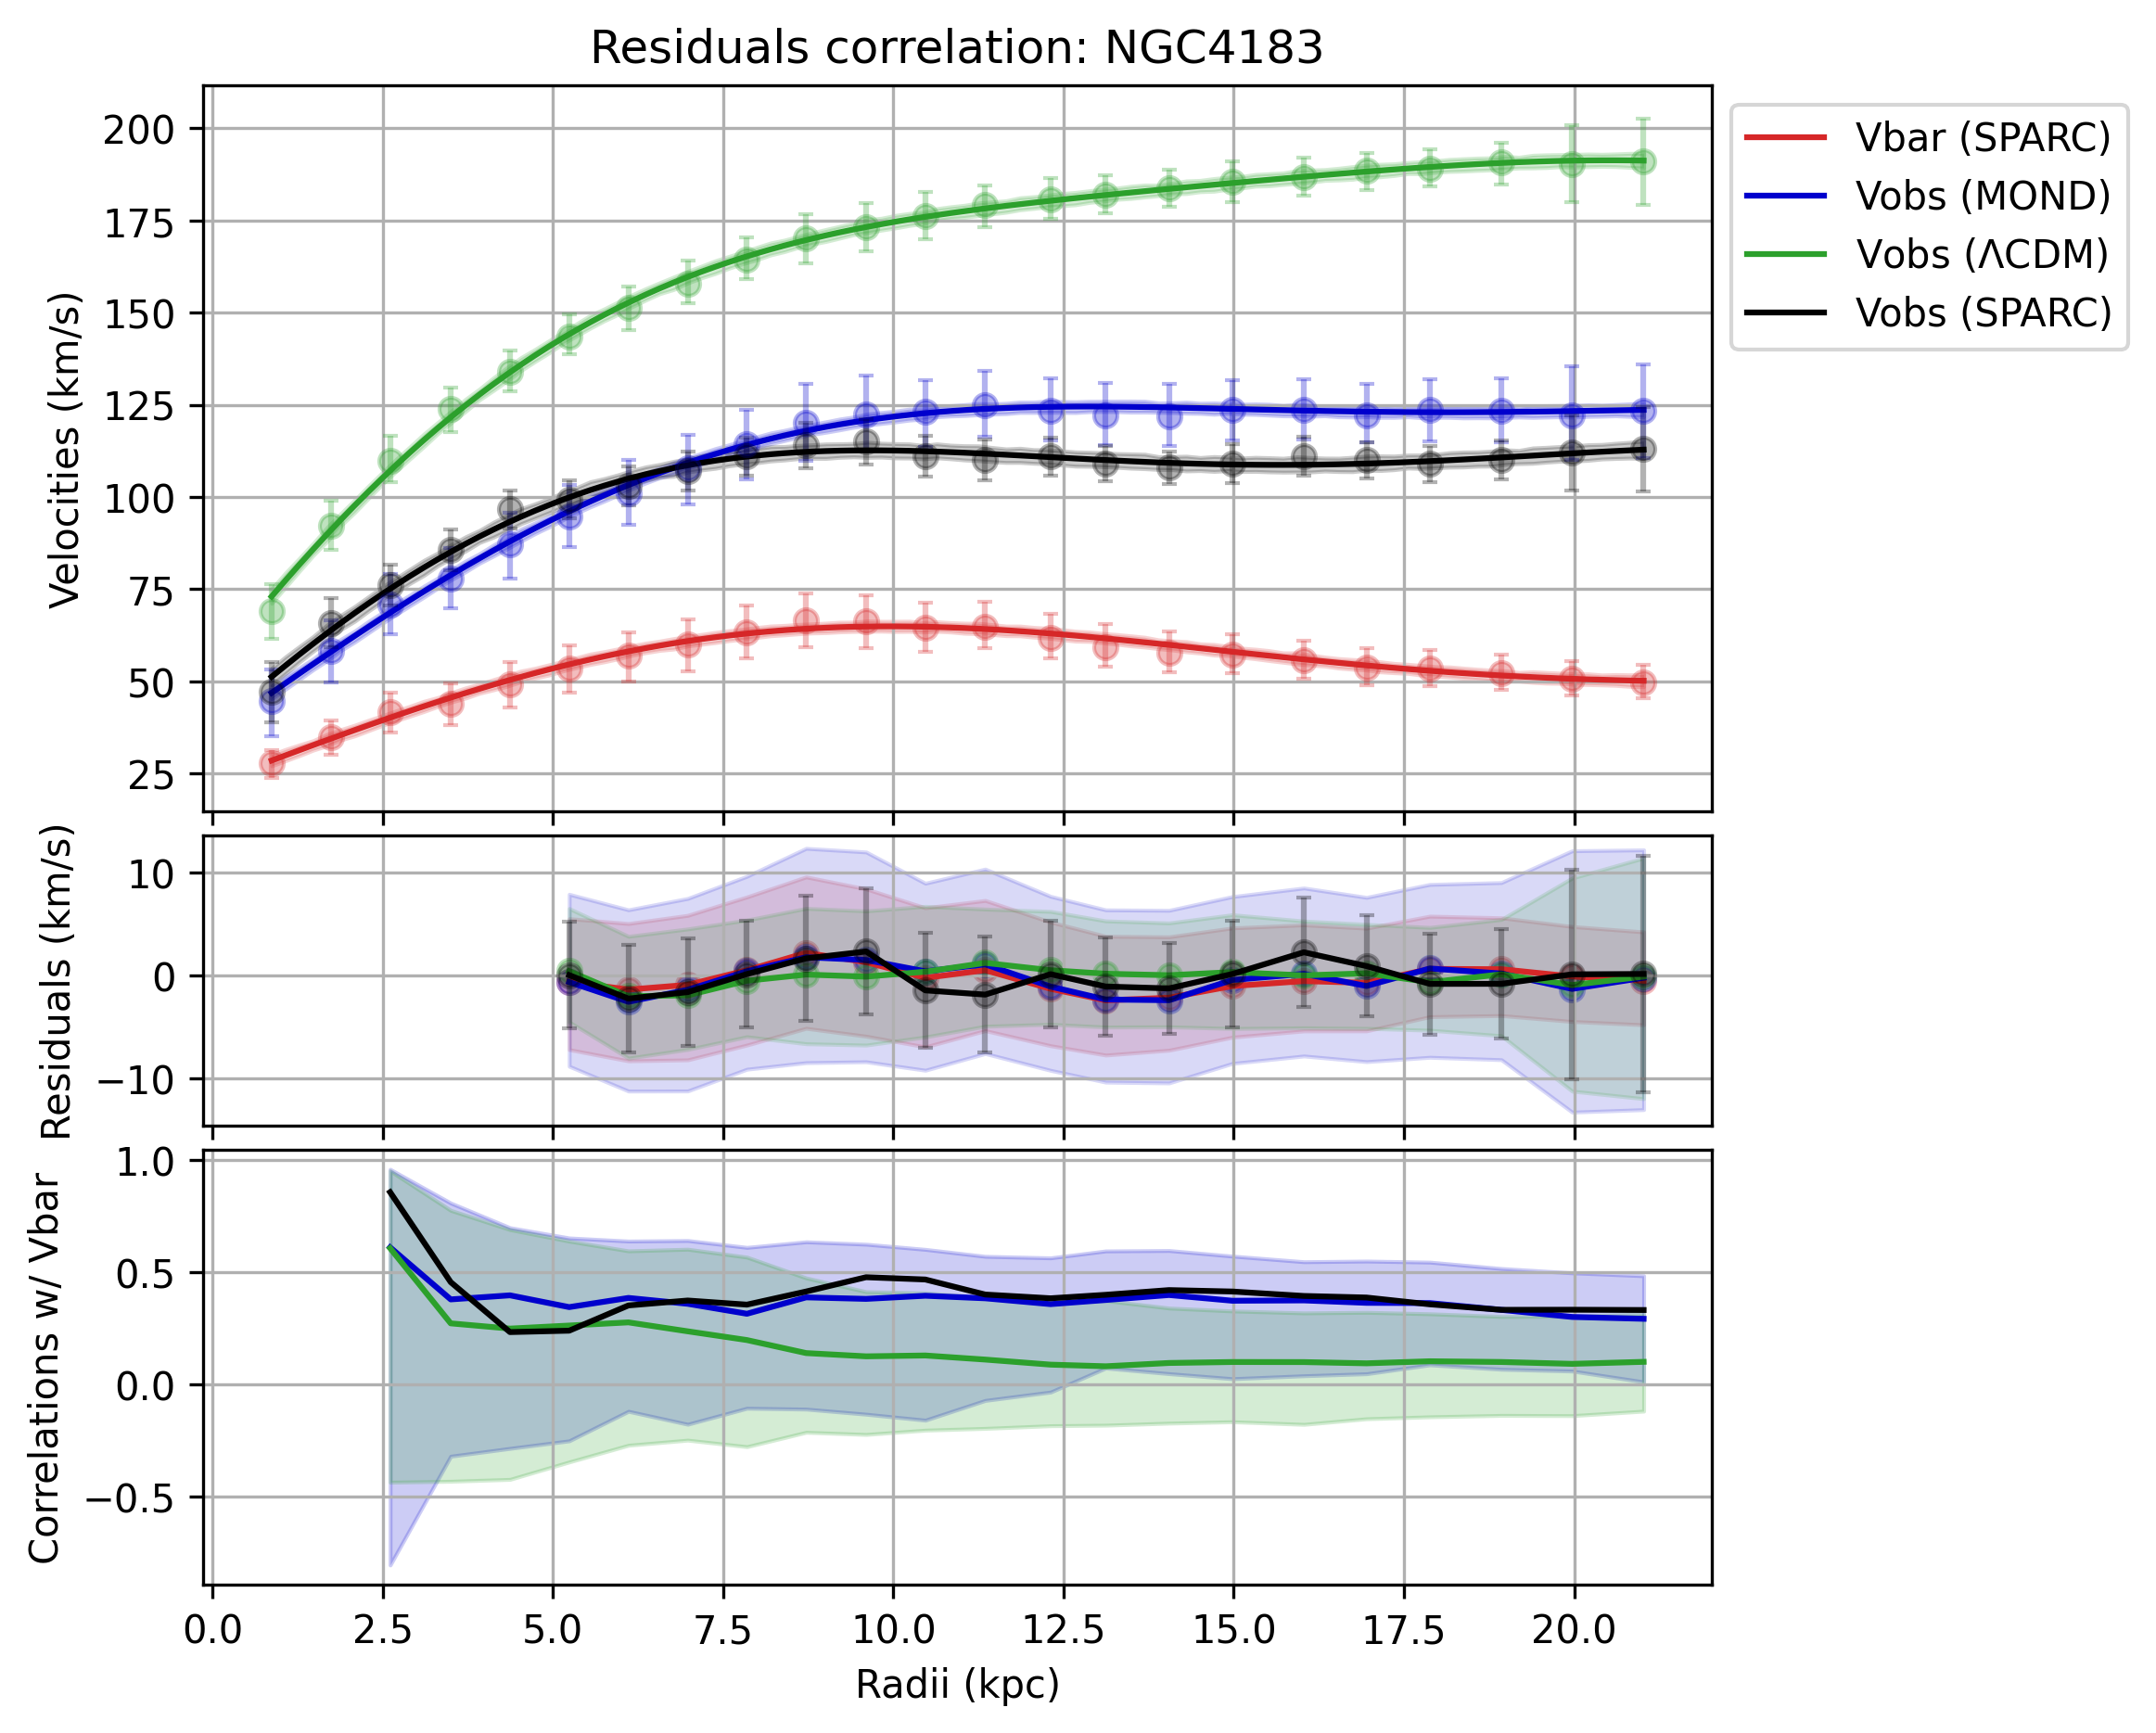 Residuals correlation: NGC4183
Vbar (SPARC)
Vobs (MOND)
Vobs (ΛCDM)
Vobs (SPARC)
Velocities (km/s)
200
175
150
125
100
75
50
25
Residuals (km/s)
10
0
−10
Correlations w/ Vbar
1.0
0.5
0.0
−0.5
0.0 2.5 5.0 7.5 10.0 12.5 15.0 17.5 20.0
Radii (kpc)